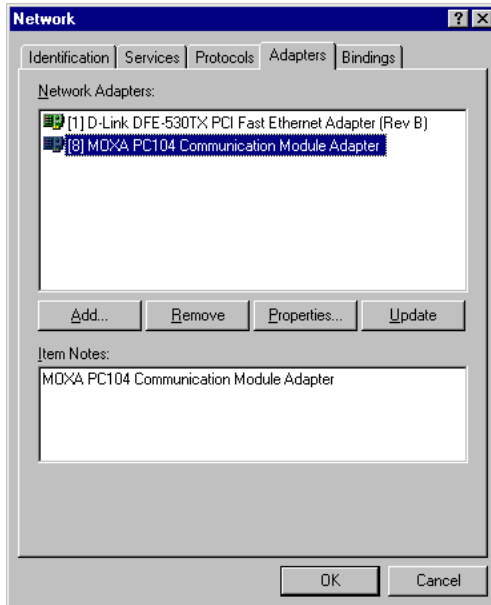 Network
Identification Services Protocols Adapters Bindings
Network Adapters:
[1] D-Link DFE-530TX PCI Fast Ethernet Adapter (Rev B)
[8] MOXA PC104 Communication Module Adapter
Add... Remove Properties... Update
Item Notes:
MOXA PC104 Communication Module Adapter
OK Cancel